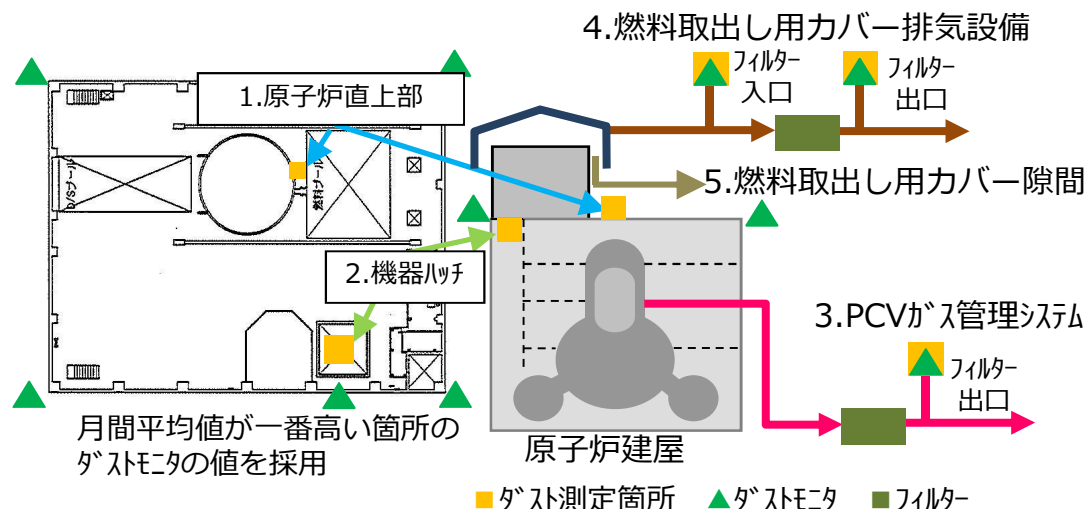 4.燃料取出し用カバー排気設備
フィルター
入口
フィルター
出口
1.原子炉直上部
D/Sプール
燃料プール
5.燃料取出し用カバー隙間
2.機器ハッチ
3.PCVガス管理システム
フィルター
出口
月間平均値が一番高い箇所の
ダストモニタの値を採用
原子炉建屋
ダスト測定箇所
ダストモニタ
フィルター